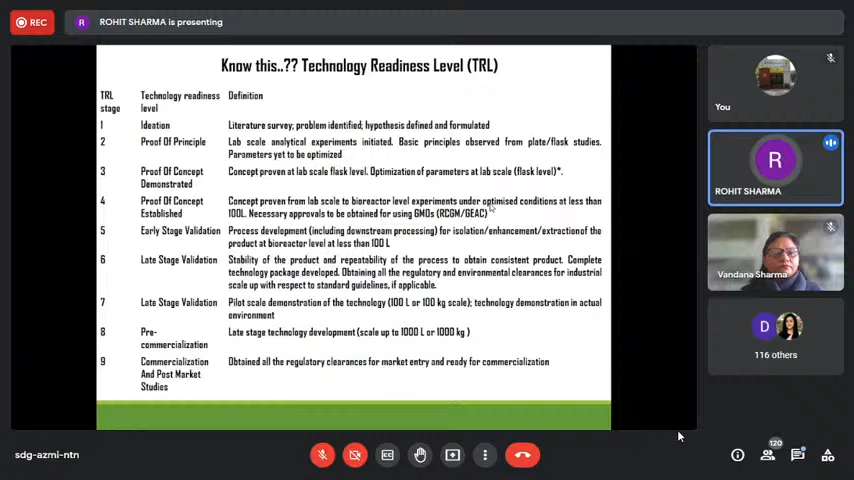 REC
R
ROHIT SHARMA is presenting
Know this..?? Technology Readiness Level (TRL)
TRL stage
Technology readiness level
Definition
1
Ideation
Literature survey; problem identified; hypothesis defined and formulated
2
Proof Of Principle
Lab scale analytical experiments initiated. Basic principles observed from plate/flask studies.
Parameters yet to be optimized
3
Proof Of Concept
Demonstrated
Concept proven at lab scale flask level. Optimization of parameters at lab scale (flask level)*.
4
Proof Of Concept
Established
Concept proven from lab scale to bioreactor level experiments under optimised conditions at less than
100L. Necessary approvals to be obtained for using GMOs (RCGM/GEAC)
5
Early Stage Validation
Process development (including downstream processing) for isolation/enhancement/extraction of the
product at bioreactor level at less than 100 L
6
Late Stage Validation
Stability of the product and repeatability of the process to obtain consistent product. Complete
technology package developed. Obtaining all the regulatory and environmental clearances for industrial
scale up with respect to standard guidelines, if applicable.
7
Late Stage Validation
Pilot scale demonstration of the technology (100 L or 100 kg scale); technology demonstration in actual
environment
8
Pre-
commercialization
Late stage technology development (scale up to 1000 L or 1000 kg )
9
Commercialization
And Post Market
Studies
Obtained all the regulatory clearances for market entry and ready for commercialization
You
R
ROHIT SHARMA
Vandana Sharma
D
116 others
sdg-azmi-ntn
CC
120